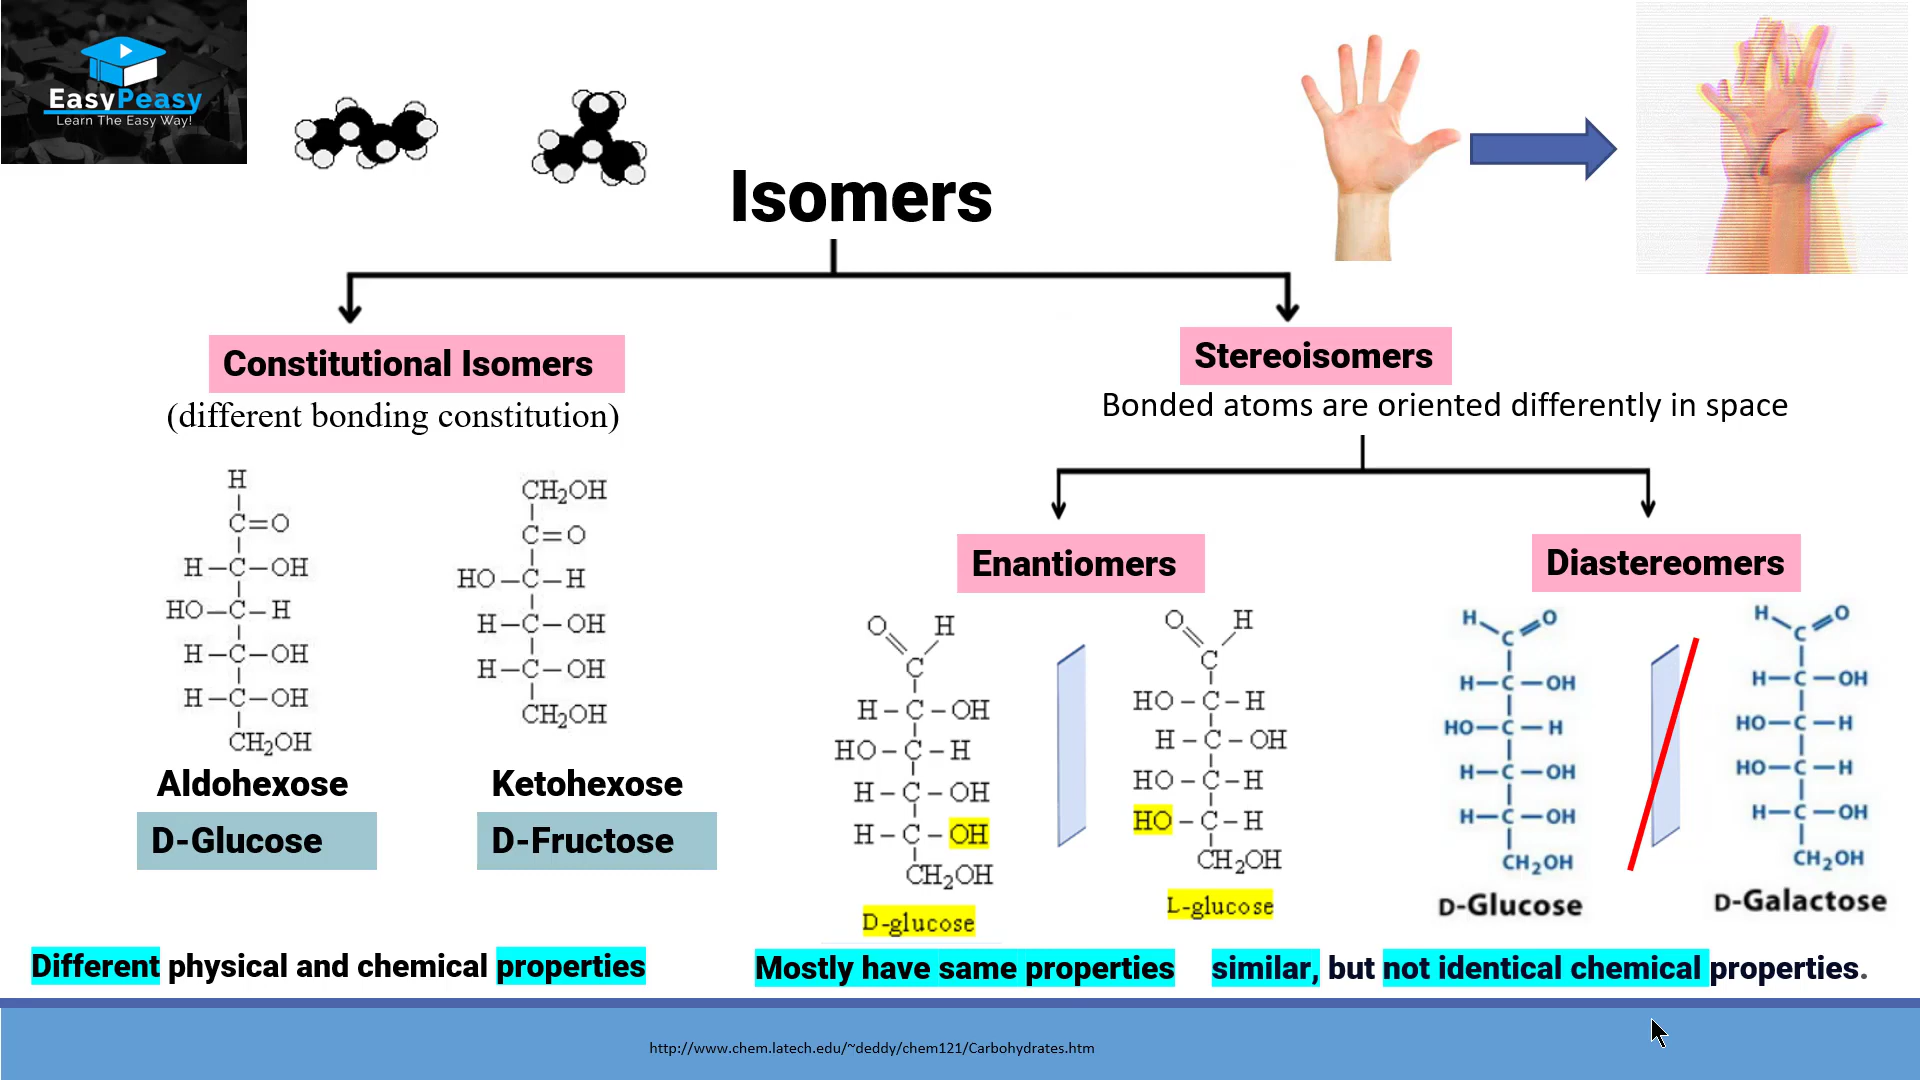 EasyPeasy
Learn The Easy Way!
Isomers
Constitutional Isomers
(different bonding constitution)
Stereoisomers
Bonded atoms are oriented differently in space
Enantiomers
Diastereomers
H
C=O
H–C–OH
HO–C–H
H–C–OH
H–C–OH
CH₂OH
Aldohexose
D-Glucose
CH₂OH
C=O
HO–C–H
H–C–OH
H–C–OH
CH₂OH
Ketohexose
D-Fructose
O H
C
H–C–OH
HO–C–H
H–C–OH
H–C–OH
CH₂OH
D-glucose
O H
C
HO–C–H
H–C–OH
HO–C–H
HO–C–H
CH₂OH
L-glucose
H O
C
H–C–OH
HO–C–H
H–C–OH
H–C–OH
CH₂OH
D-Glucose
H O
C
H–C–OH
HO–C–H
HO–C–H
H–C–OH
CH₂OH
D-Galactose
Different physical and chemical properties
Mostly have same properties
similar, but not identical chemical properties.
http://www.chem.latech.edu/~deddy/chem121/Carbohydrates.htm